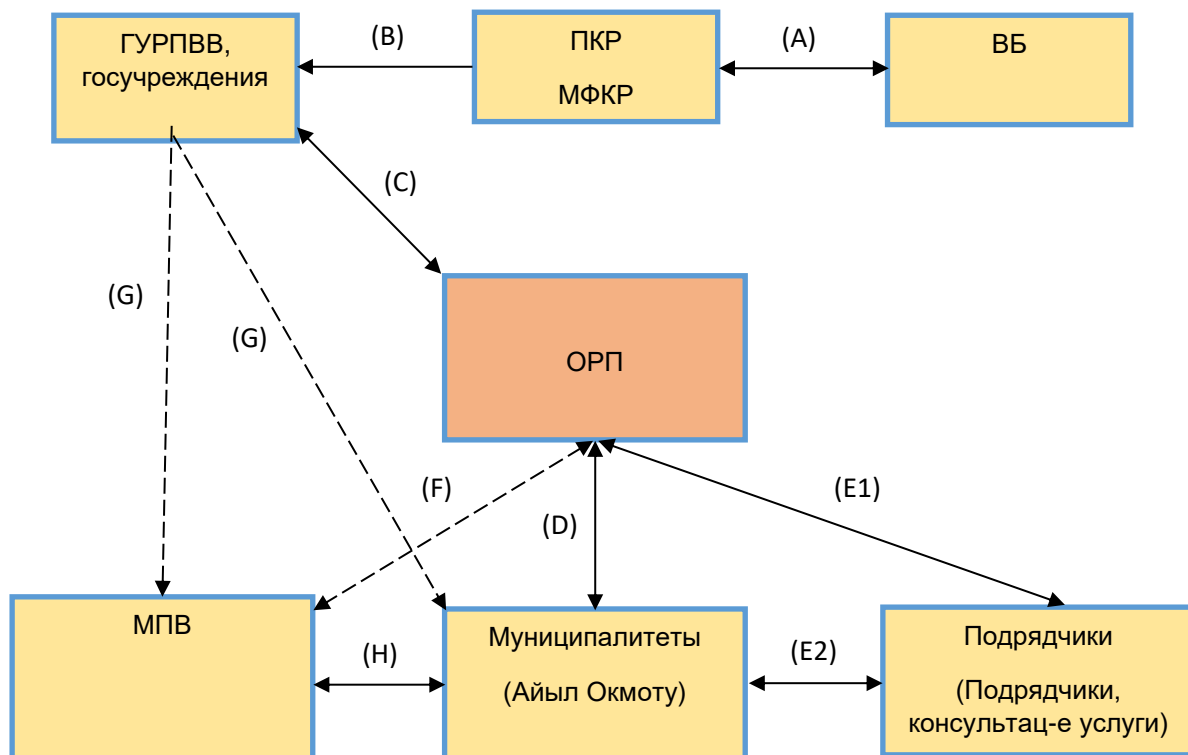 ГУРПВВ,
госучреждения
(B)
ПКР
МФКР
(A)
ВБ
(C)
(G)
(G)
ОРП
(F)
(D)
(E1)
МПВ
(H)
Муниципалитеты
(Айыл Окмоту)
(E2)
Подрядчики
(Подрядчики,
консультац-е услуги)